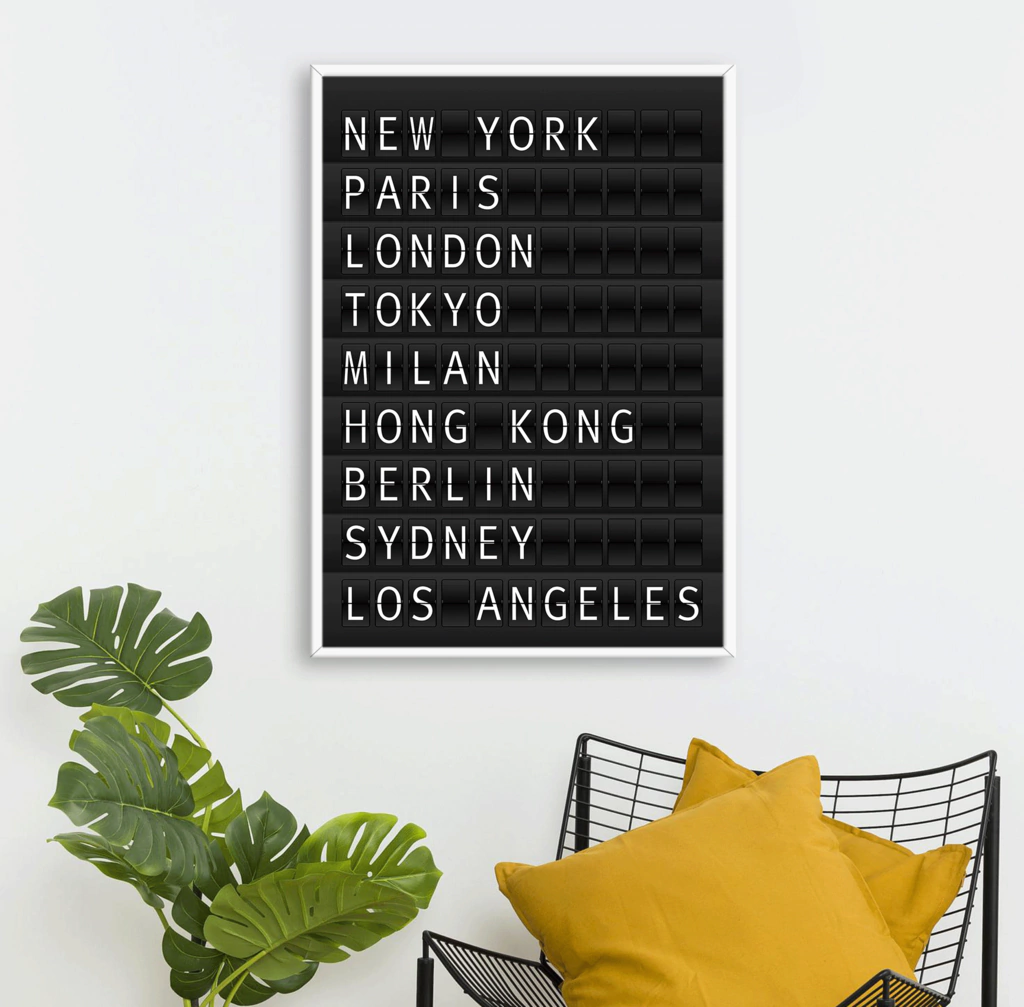 NEW YORK
PARIS
LONDON
TOKYO
MILAN
HONG KONG
BERLIN
SYDNEY
LOS ANGELES